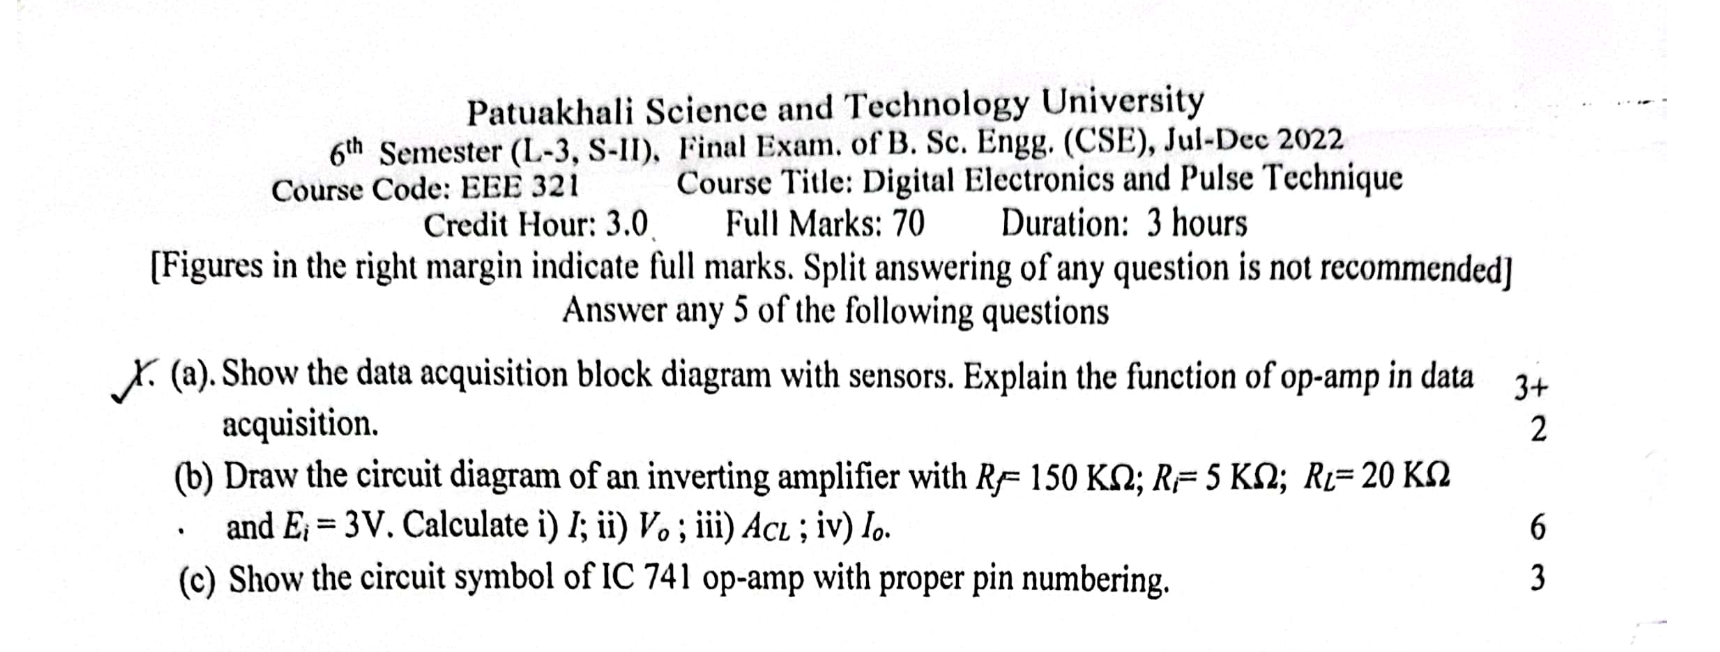 Patuakhali Science and Technology University
6th Semester (L-3, S-II), Final Exam. of B. Sc. Engg. (CSE), Jul-Dec 2022
Course Code: EEE 321 Course Title: Digital Electronics and Pulse Technique
Credit Hour: 3.0 Full Marks: 70 Duration: 3 hours
[Figures in the right margin indicate full marks. Split answering of any question is not recommended]
Answer any 5 of the following questions
1. (a). Show the data acquisition block diagram with sensors. Explain the function of op-amp in data 3+
acquisition. 2
(b) Draw the circuit diagram of an inverting amplifier with Rf= 150 KΩ; Ri= 5 KΩ; RL= 20 KΩ
and Ei = 3V. Calculate i) I; ii) Vo ; iii) ACL ; iv) Io. 6
(c) Show the circuit symbol of IC 741 op-amp with proper pin numbering. 3